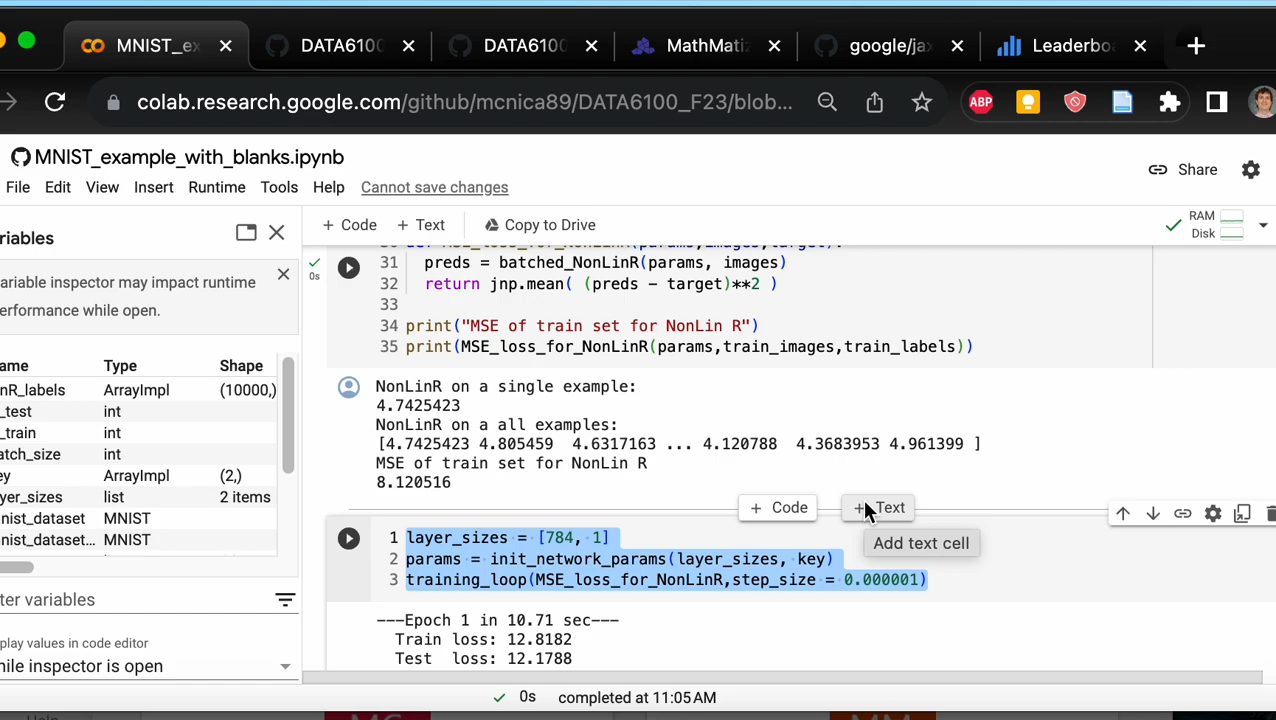 MNIST_ex
DATA6100
DATA6100
MathMati
google/jax
Leaderbo
colab.research.google.com/github/mcnica89/DATA6100_F23/blob...
ABP
MNIST_example_with_blanks.ipynb
Share
File Edit View Insert Runtime Tools Help Cannot save changes
+ Code + Text Copy to Drive
RAM
Disk
riables
ariable inspector may impact runtime
erformance while open.
ame Type Shape
nR_labels ArrayImpl (10000,)
_test int
_train int
atch_size int
ey ArrayImpl (2,)
yer_sizes list 2 items
nist_dataset MNIST
nist_dataset... MNIST
ter variables
play values in code editor
hile inspector is open
0s
31 preds = batched_NonLinR(params, images)
32 return jnp.mean( (preds - target)**2 )
33
34 print("MSE of train set for NonLin R")
35 print(MSE_loss_for_NonLinR(params,train_images,train_labels))
NonLinR on a single example:
4.7425423
NonLinR on a all examples:
[4.7425423 4.805459 4.6317163 ... 4.120788 4.3683953 4.961399 ]
MSE of train set for NonLin R
8.120516
+ Code + Text
Add text cell
1 layer_sizes = [784, 1]
2 params = init_network_params(layer_sizes, key)
3 training_loop(MSE_loss_for_NonLinR,step_size = 0.000001)
---Epoch 1 in 10.71 sec---
Train loss: 12.8182
Test loss: 12.1788
0s completed at 11:05 AM